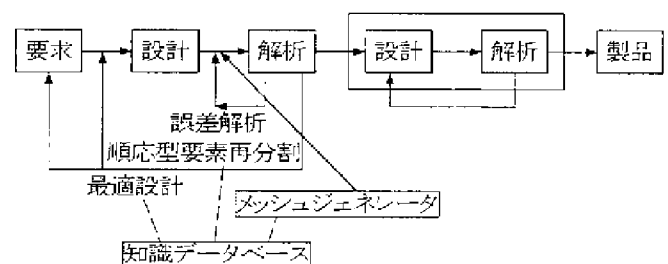 要求 設計 解析 設計 解析 製品
誤差解析
順応型要素再分割
最適設計
メッシュジェネレータ
知識データベース